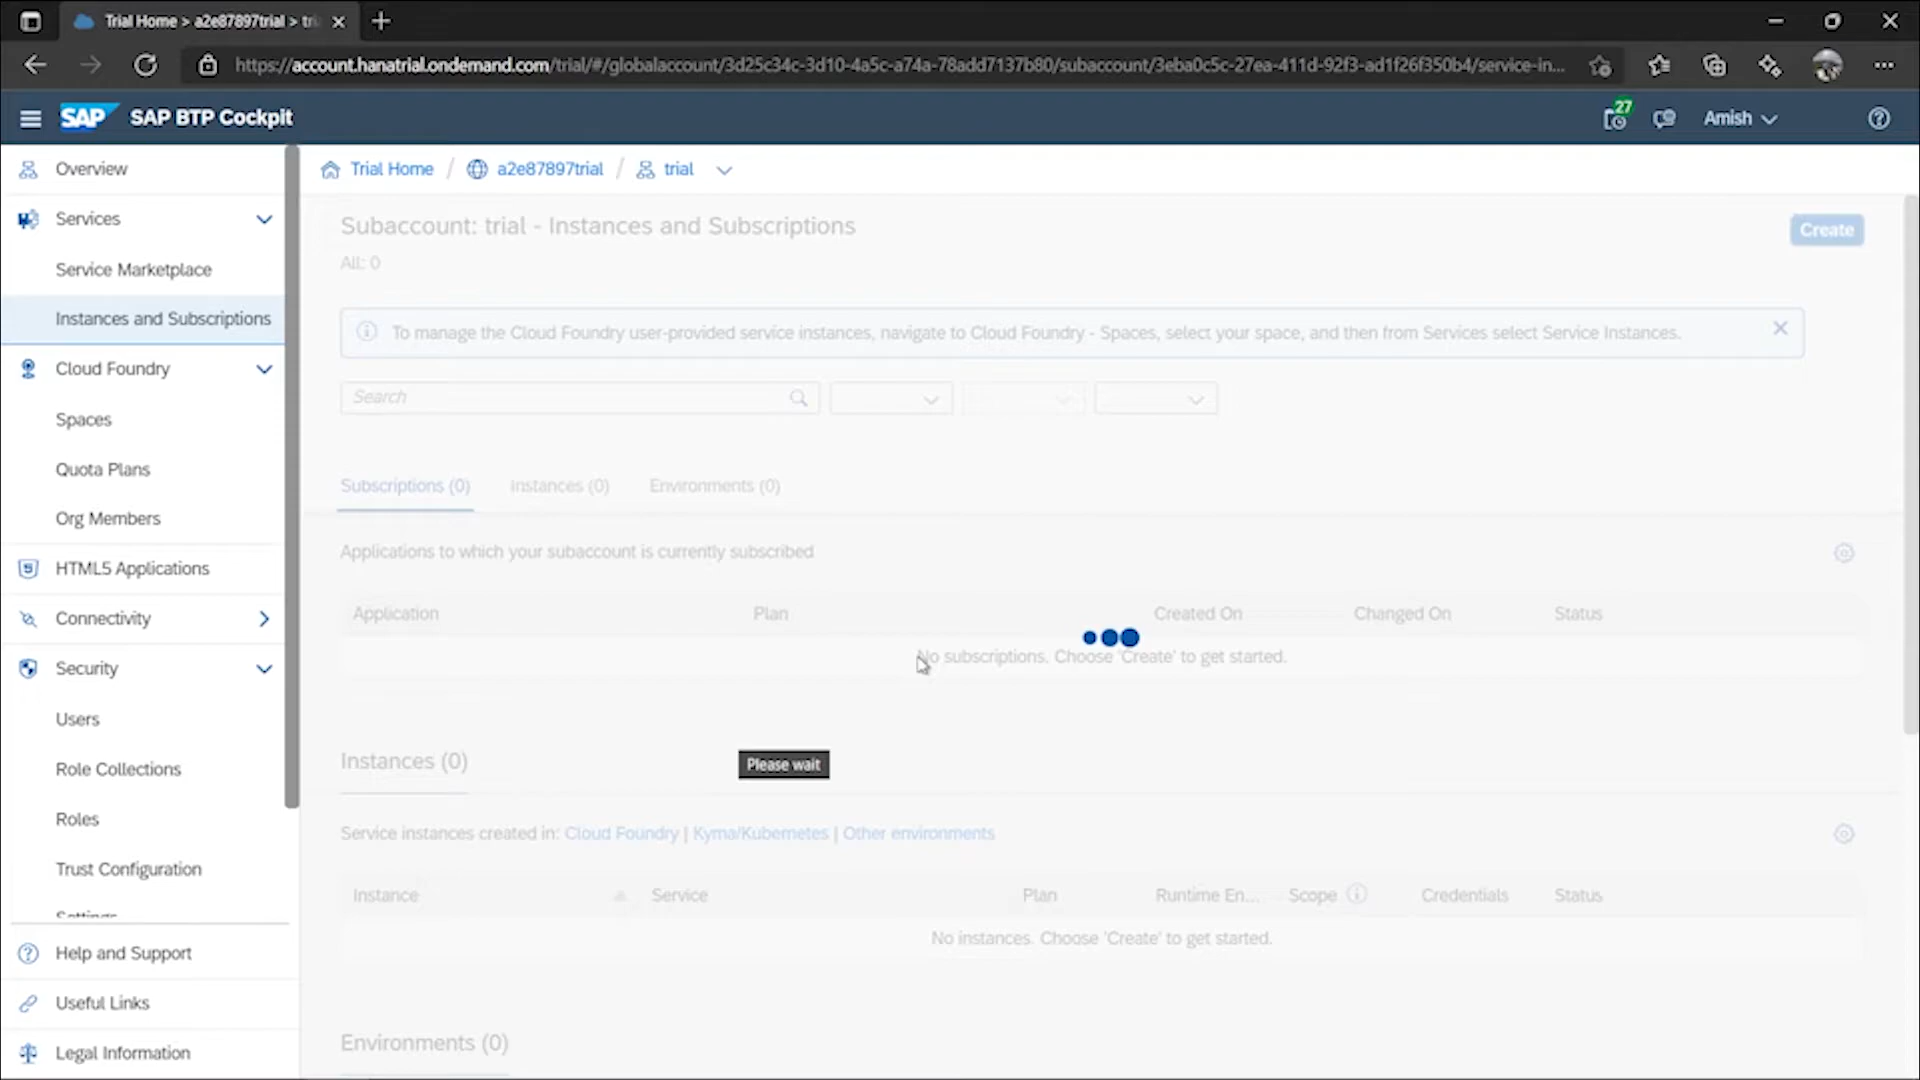 Trial Home > a2e87897trial > tri
https://account.hanatrial.ondemand.com/trial/#/globalaccount/3d25c34c-3d10-4a5c-a74a-78add7137b80/subaccount/3eba0c5c-27ea-411d-92f3-ad1f26f350b4/service-in...
SAP SAP BTP Cockpit
27
Amish
Overview
Services
Service Marketplace
Instances and Subscriptions
Cloud Foundry
Spaces
Quota Plans
Org Members
HTML5 Applications
Connectivity
Security
Users
Role Collections
Roles
Trust Configuration
Settings
Help and Support
Useful Links
Legal Information
Trial Home / a2e87897trial / trial
Subaccount: trial - Instances and Subscriptions
Create
All: 0
To manage the Cloud Foundry user-provided service instances, navigate to Cloud Foundry - Spaces, select your space, and then from Services select Service Instances.
Search
Subscriptions (0) Instances (0) Environments (0)
Applications to which your subaccount is currently subscribed
Application Plan Created On Changed On Status
No subscriptions. Choose 'Create' to get started.
Instances (0)
Please wait
Service instances created in: Cloud Foundry | Kyma/Kubernetes | Other environments
Instance Service Plan Runtime En... Scope Credentials Status
No instances. Choose 'Create' to get started.
Environments (0)